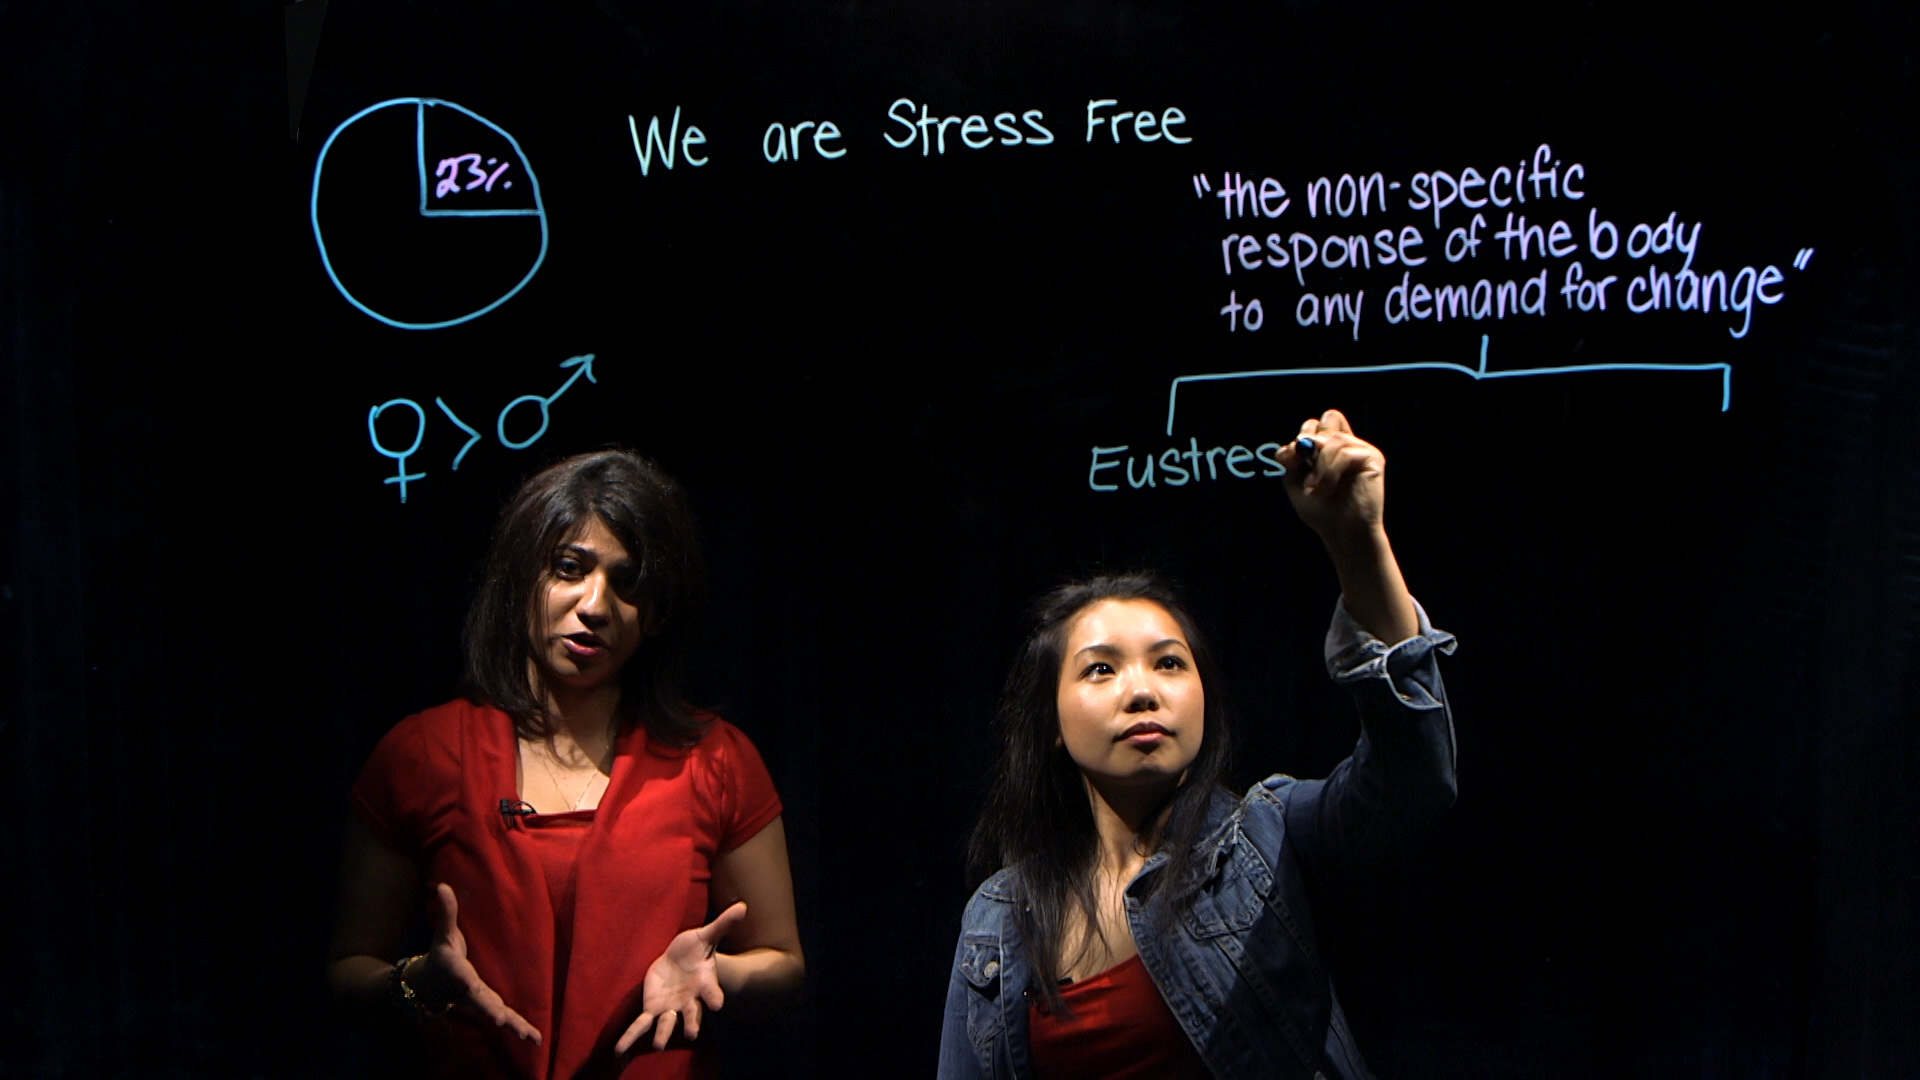 We are Stress Free
23%
"the non-specific
response of the body
to any demand for change"
♀>♂
Eustres